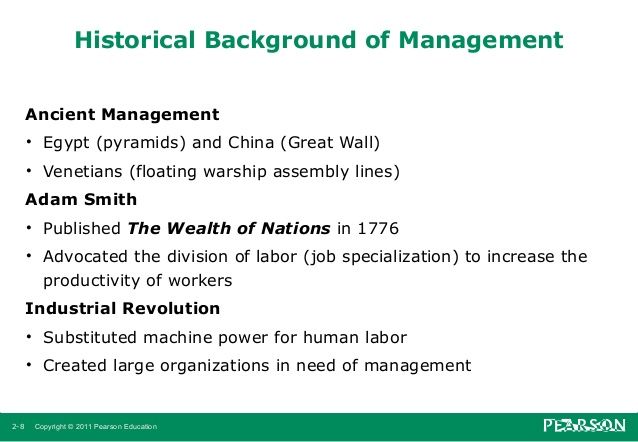 Historical Background of Management
Ancient Management
• Egypt (pyramids) and China (Great Wall)
• Venetians (floating warship assembly lines)
Adam Smith
• Published The Wealth of Nations in 1776
• Advocated the division of labor (job specialization) to increase the
productivity of workers
Industrial Revolution
• Substituted machine power for human labor
• Created large organizations in need of management
2-8 Copyright © 2011 Pearson Education
PEARSON